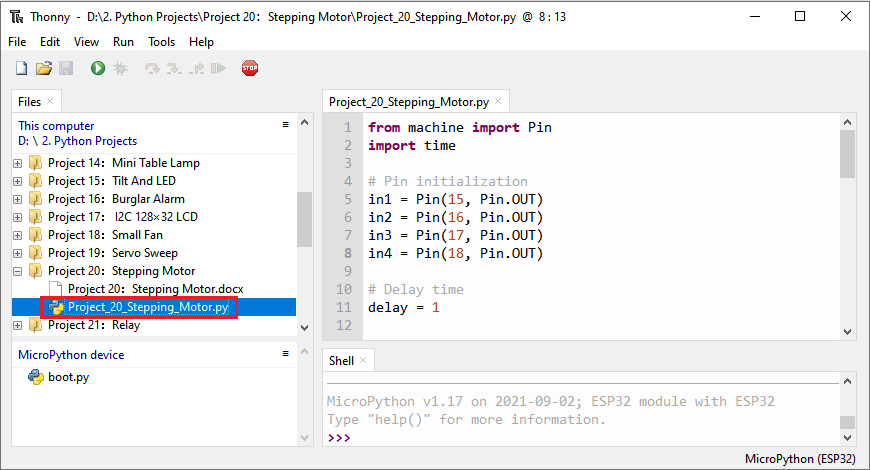 Thonny - D:\2. Python Projects\Project 20：Stepping Motor\Project_20_Stepping_Motor.py @ 8 : 13
File Edit View Run Tools Help
STOP
Files ×
This computer ≡
D: \ 2. Python Projects
Project 14：Mini Table Lamp
Project 15：Tilt And LED
Project 16：Burglar Alarm
Project 17： I2C 128×32 LCD
Project 18：Small Fan
Project 19：Servo Sweep
Project 20：Stepping Motor
Project 20：Stepping Motor.docx
Project_20_Stepping_Motor.py
Project 21：Relay
MicroPython device ≡
boot.py
Project_20_Stepping_Motor.py ×
1 from machine import Pin
2 import time
3
4 # Pin initialization
5 in1 = Pin(15, Pin.OUT)
6 in2 = Pin(16, Pin.OUT)
7 in3 = Pin(17, Pin.OUT)
8 in4 = Pin(18, Pin.OUT)
9
10 # Delay time
11 delay = 1
12
Shell ×
MicroPython v1.17 on 2021-09-02; ESP32 module with ESP32
Type "help()" for more information.
>>>
MicroPython (ESP32)